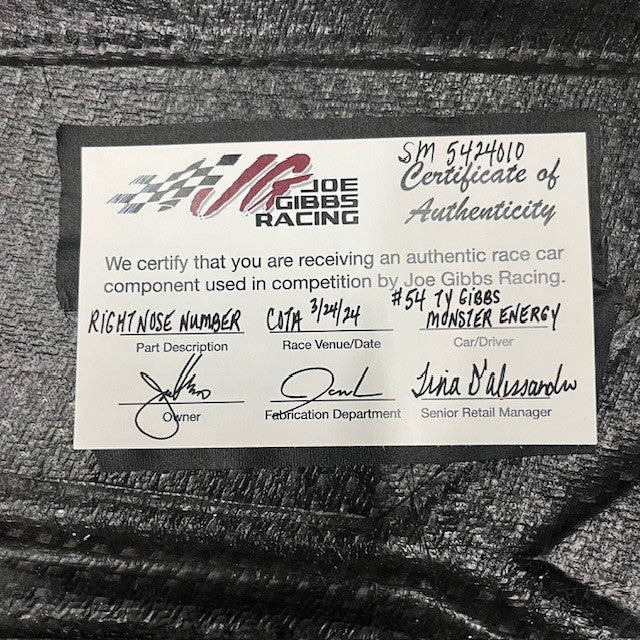 SM 5424010
JG JOE
GIBBS
RACING
Certificate of
Authenticity
We certify that you are receiving an authentic race car
component used in competition by Joe Gibbs Racing.
RIGHT NOSE NUMBER
Part Description
COTA 3/24/24
Race Venue/Date
#54 TY GIBBS
MONSTER ENERGY
Car/Driver
Owner
Fabrication Department
Tina D'Alissandro
Senior Retail Manager